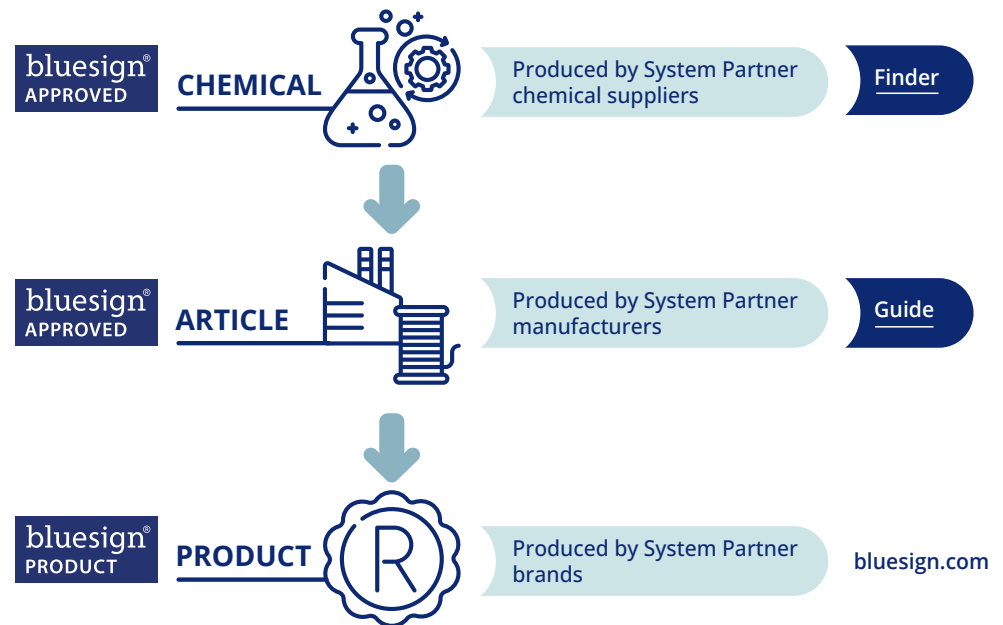 bluesign®
APPROVED
CHEMICAL
Produced by System Partner
chemical suppliers
Finder
bluesign®
APPROVED
ARTICLE
Produced by System Partner
manufacturers
Guide
bluesign®
PRODUCT
PRODUCT
R
Produced by System Partner
brands
bluesign.com